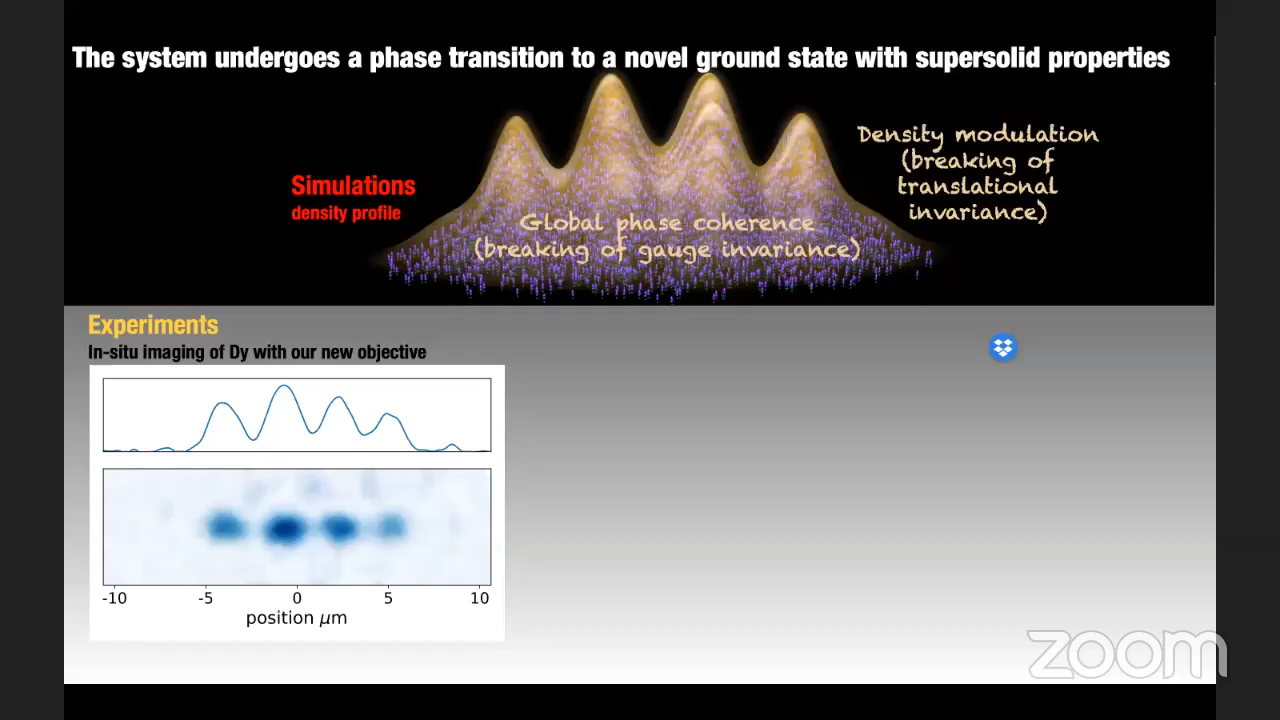 The system undergoes a phase transition to a novel ground state with supersolid properties
Density modulation
(breaking of
translational
invariance)
Simulations
density profile
Global phase coherence
(breaking of gauge invariance)
Experiments
In-situ imaging of Dy with our new objective
-10 -5 0 5 10
position μm
zoom